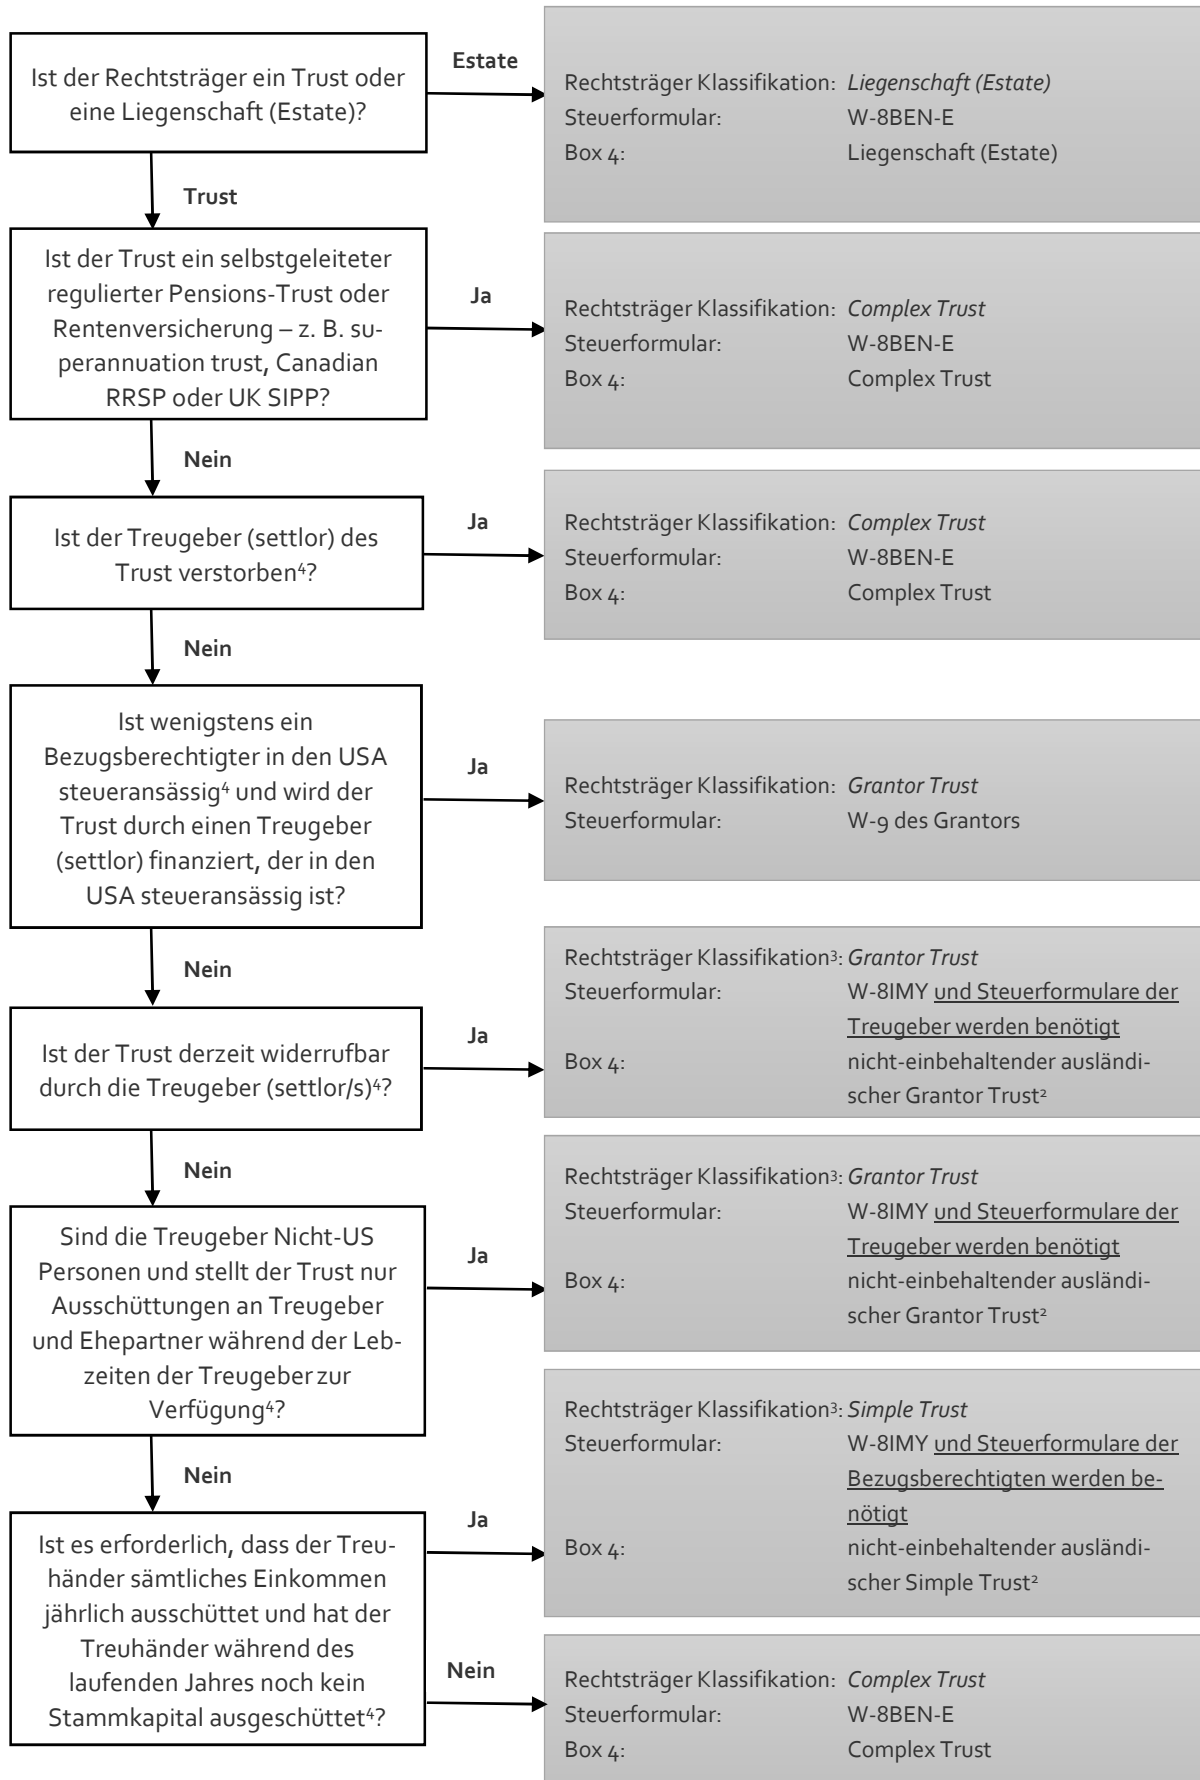 Ist der Rechtsträger ein Trust oder
eine Liegenschaft (Estate)?
Estate
Rechtsträger Klassifikation: Liegenschaft (Estate)
Steuerformular: W-8BEN-E
Box 4: Liegenschaft (Estate)
Trust
Ist der Trust ein selbstgeleiteter
regulierter Pensions-Trust oder
Rentenversicherung – z. B. su-
perannuation trust, Canadian
RRSP oder UK SIPP?
Ja
Rechtsträger Klassifikation: Complex Trust
Steuerformular: W-8BEN-E
Box 4: Complex Trust
Nein
Ist der Treugeber (settlor) des
Trust verstorben⁴?
Ja
Rechtsträger Klassifikation: Complex Trust
Steuerformular: W-8BEN-E
Box 4: Complex Trust
Nein
Ist wenigstens ein
Bezugsberechtigter in den USA
steueransässig⁴ und wird der
Trust durch einen Treugeber
(settlor) finanziert, der in den
USA steueransässig ist?
Ja
Rechtsträger Klassifikation: Grantor Trust
Steuerformular: W-9 des Grantors
Nein
Ist der Trust derzeit widerrufbar
durch die Treugeber (settlor/s)⁴?
Ja
Rechtsträger Klassifikation³: Grantor Trust
Steuerformular: W-8IMY und Steuerformulare der
Treugeber werden benötigt
Box 4: nicht-einbehaltender ausländi-
scher Grantor Trust²
Nein
Sind die Treugeber Nicht-US
Personen und stellt der Trust nur
Ausschüttungen an Treugeber
und Ehepartner während der Leb-
zeiten der Treugeber zur
Verfügung⁴?
Ja
Rechtsträger Klassifikation³: Grantor Trust
Steuerformular: W-8IMY und Steuerformulare der
Treugeber werden benötigt
Box 4: nicht-einbehaltender ausländi-
scher Grantor Trust²
Nein
Ist es erforderlich, dass der Treu-
händer sämtliches Einkommen
jährlich ausschüttet und hat der
Treuhänder während des
laufenden Jahres noch kein
Stammkapital ausgeschüttet⁴?
Ja
Rechtsträger Klassifikation³: Simple Trust
Steuerformular: W-8IMY und Steuerformulare der
Bezugsberechtigten werden be-
nötigt
Box 4: nicht-einbehaltender ausländi-
scher Simple Trust²
Nein
Rechtsträger Klassifikation: Complex Trust
Steuerformular: W-8BEN-E
Box 4: Complex Trust